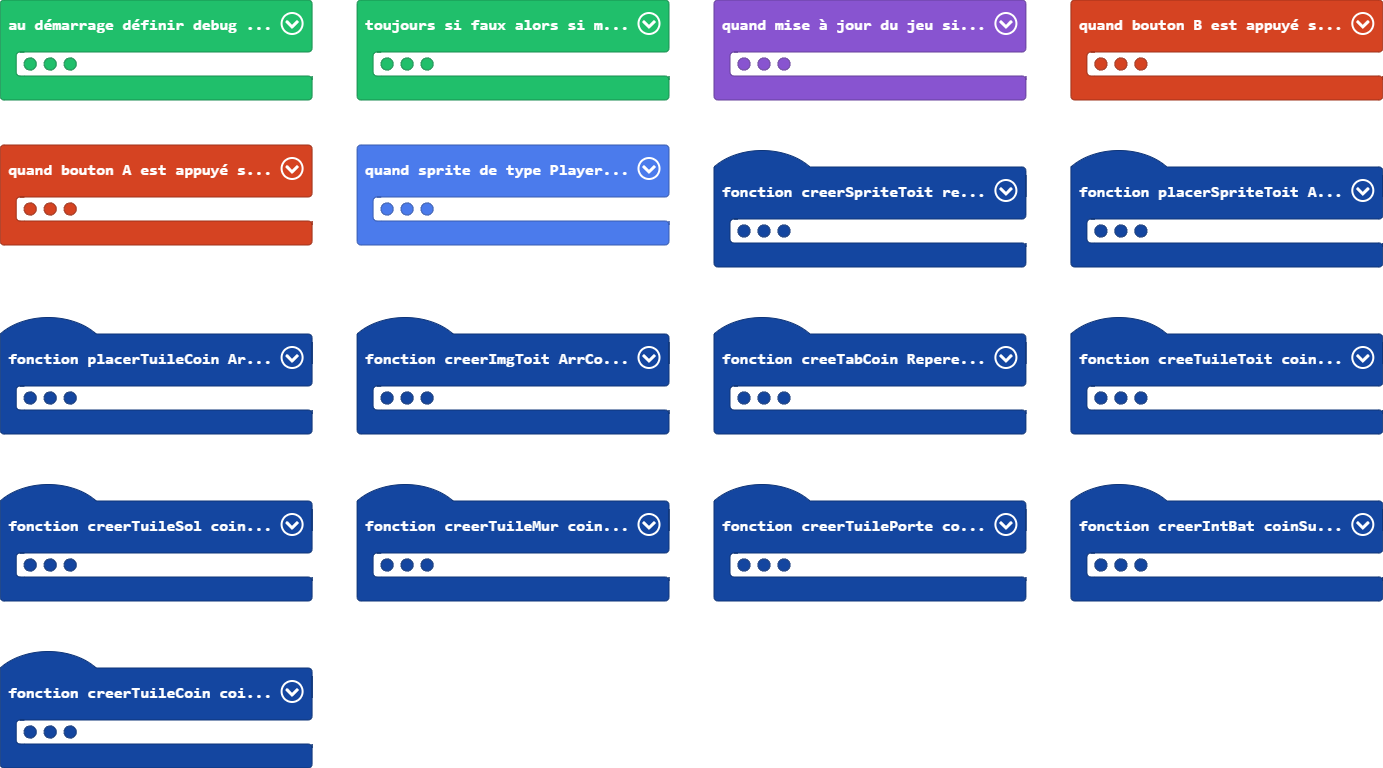 au démarrage définir debug ...
toujours si faux alors si m...
quand mise à jour du jeu si...
quand bouton B est appuyé s...
quand bouton A est appuyé s...
quand sprite de type Player...
fonction creerSpriteToit re...
fonction placerSpriteToit A...
fonction placerTuileCoin Ar...
fonction creerImgToit ArrCo...
fonction creeTabCoin Repere...
fonction creeTuileToit coin...
fonction creerTuileSol coin...
fonction creerTuileMur coin...
fonction creerTuilePorte co...
fonction creerIntBat coinSu...
fonction creerTuileCoin coi...